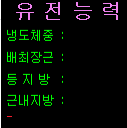 유전능력
냉도체중 :
배최장근 :
등지방 :
근내지방 :
-